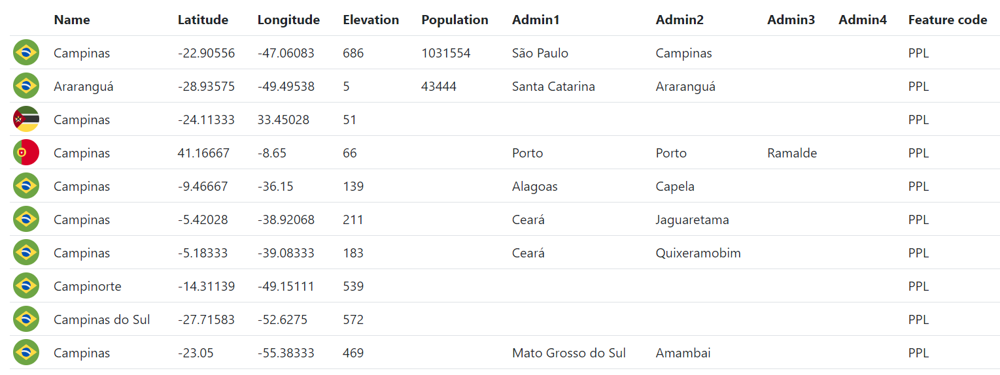 Name Latitude Longitude Elevation Population Admin1 Admin2 Admin3 Admin4 Feature code
Campinas -22.90556 -47.06083 686 1031554 São Paulo Campinas PPL
Araranguá -28.93575 -49.49538 5 43444 Santa Catarina Araranguá PPL
Campinas -24.11333 33.45028 51 PPL
Campinas 41.16667 -8.65 66 Porto Porto Ramalde PPL
Campinas -9.46667 -36.15 139 Alagoas Capela PPL
Campinas -5.42028 -38.92068 211 Ceará Jaguaretama PPL
Campinas -5.18333 -39.08333 183 Ceará Quixeramobim PPL
Campinorte -14.31139 -49.15111 539 PPL
Campinas do Sul -27.71583 -52.6275 572 PPL
Campinas -23.05 -55.38333 469 Mato Grosso do Sul Amambai PPL